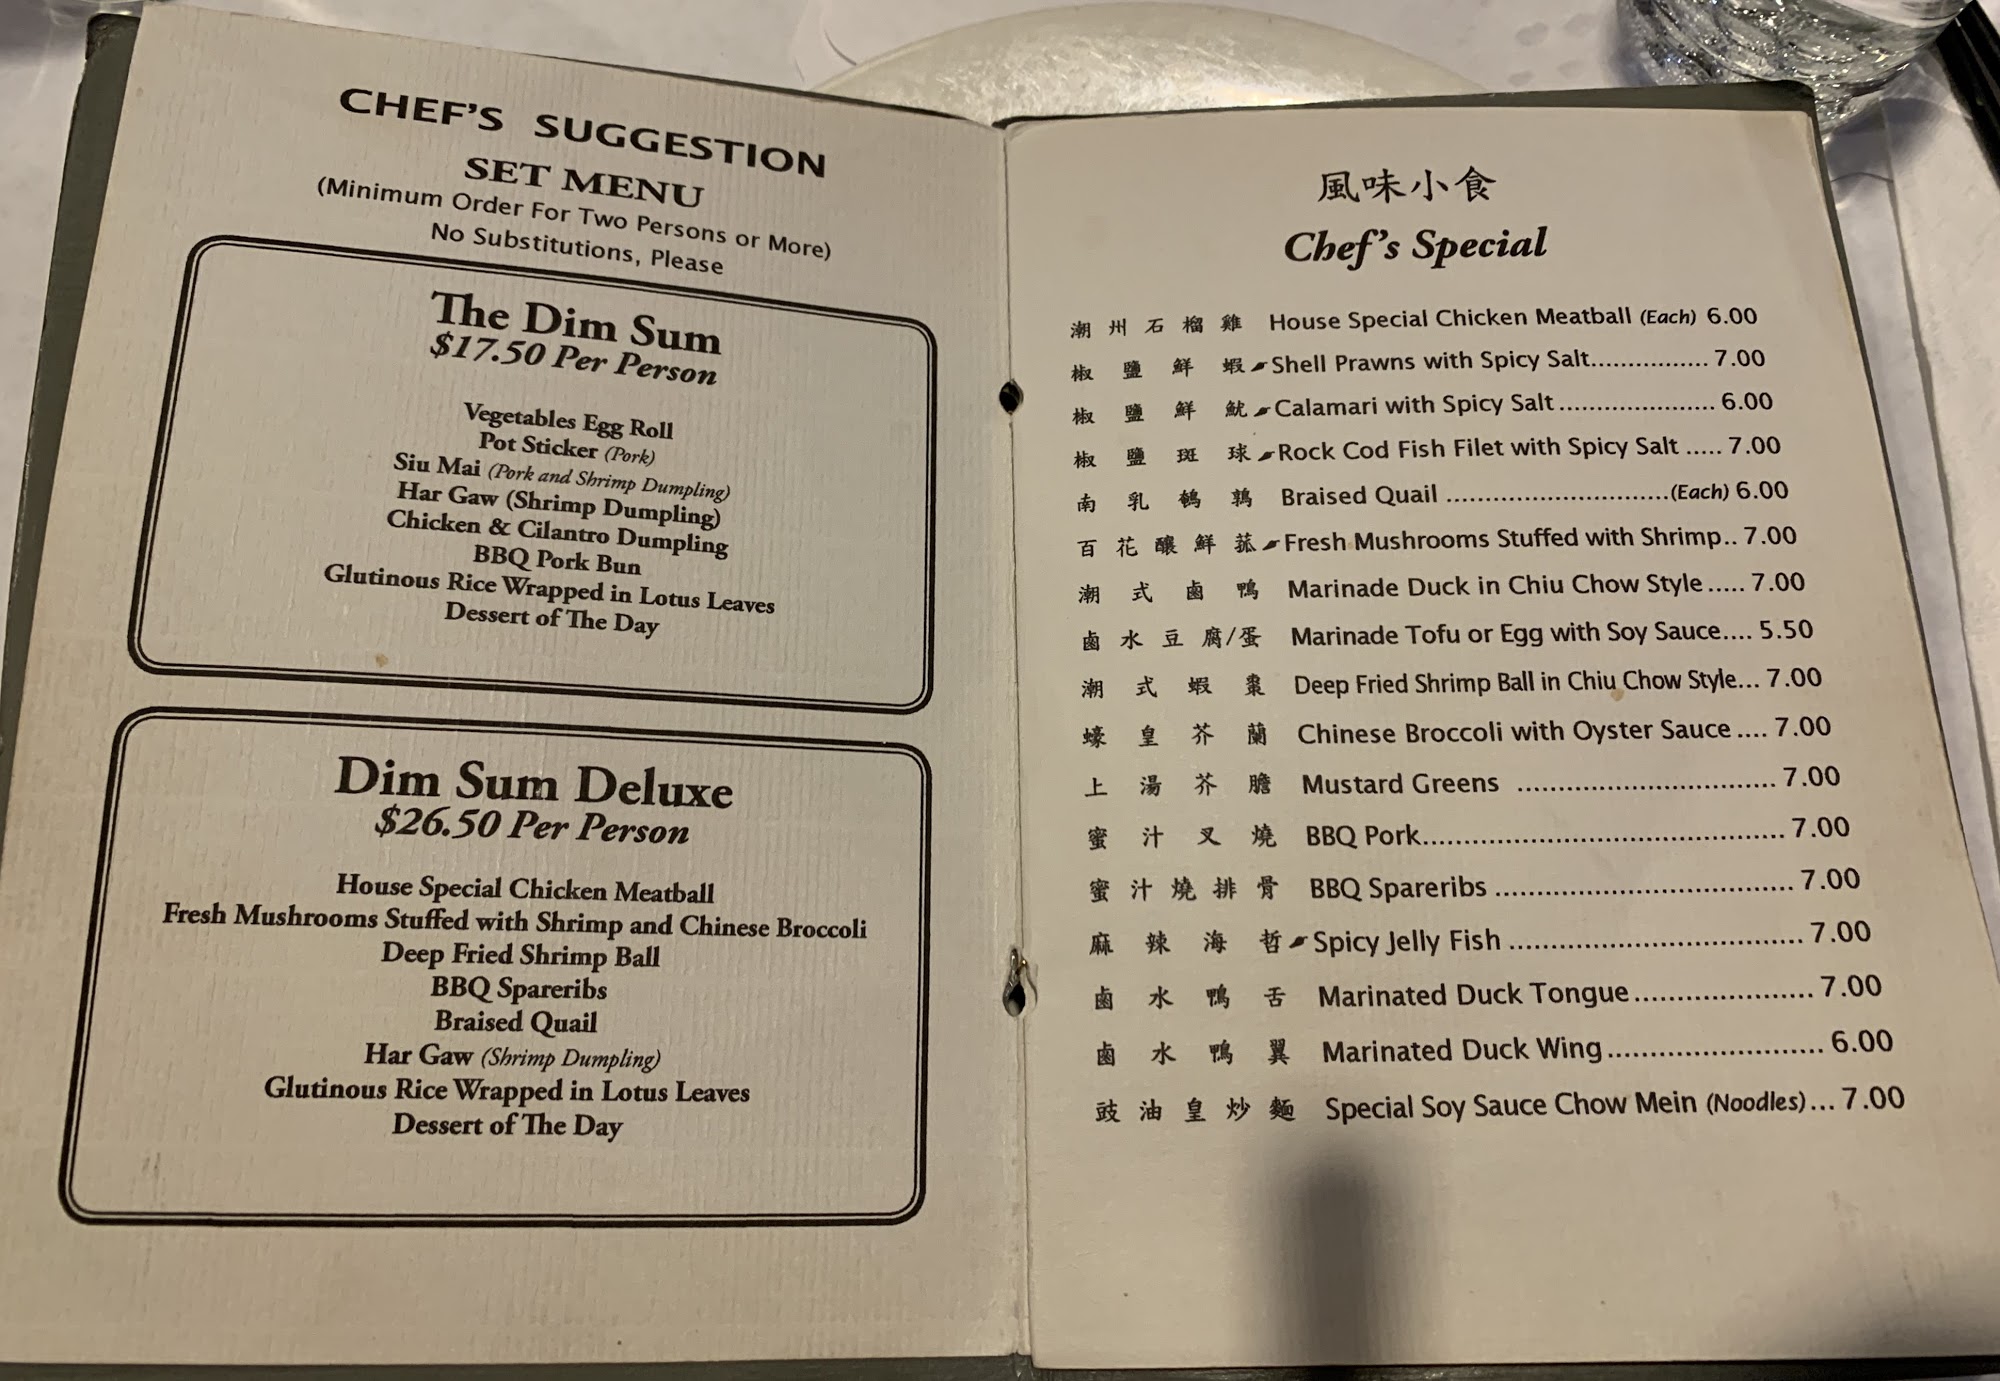 CHEF'S SUGGESTION
SET MENU
(Minimum Order For Two Persons or More)
No Substitutions, Please
The Dim Sum
$17.50 Per Person
Vegetables Egg Roll
Pot Sticker (Pork)
Siu Mai (Pork and Shrimp Dumpling)
Har Gaw (Shrimp Dumpling)
Chicken & Cilantro Dumpling
BBQ Pork Bun
Glutinous Rice Wrapped in Lotus Leaves
Dessert of The Day
Dim Sum Deluxe
$26.50 Per Person
House Special Chicken Meatball
Fresh Mushrooms Stuffed with Shrimp and Chinese Broccoli
Deep Fried Shrimp Ball
BBQ Spareribs
Braised Quail
Har Gaw (Shrimp Dumpling)
Glutinous Rice Wrapped in Lotus Leaves
Dessert of The Day
風味小食
Chef's Special
潮州石榴雞 House Special Chicken Meatball (Each) 6.00
椒鹽鮮蝦 Shell Prawns with Spicy Salt................. 7.00
椒鹽鮮魷 Calamari with Spicy Salt ...................... 6.00
椒鹽斑球 Rock Cod Fish Filet with Spicy Salt ..... 7.00
南乳鵪鶉 Braised Quail ................................(Each) 6.00
百花釀鮮菰 Fresh Mushrooms Stuffed with Shrimp.. 7.00
潮式鹵鴨 Marinade Duck in Chiu Chow Style ..... 7.00
鹵水豆腐/蛋 Marinade Tofu or Egg with Soy Sauce.... 5.50
潮式蝦棗 Deep Fried Shrimp Ball in Chiu Chow Style... 7.00
蠔皇芥蘭 Chinese Broccoli with Oyster Sauce .... 7.00
上湯芥膽 Mustard Greens ..................................... 7.00
蜜汁叉燒 BBQ Pork.................................................... 7.00
蜜汁燒排骨 BBQ Spareribs .......................................... 7.00
麻辣海哲 Spicy Jelly Fish ......................................... 7.00
鹵水鴨舌 Marinated Duck Tongue......................... 7.00
鹵水鴨翼 Marinated Duck Wing.............................. 6.00
豉油皇炒麵 Special Soy Sauce Chow Mein (Noodles)... 7.00